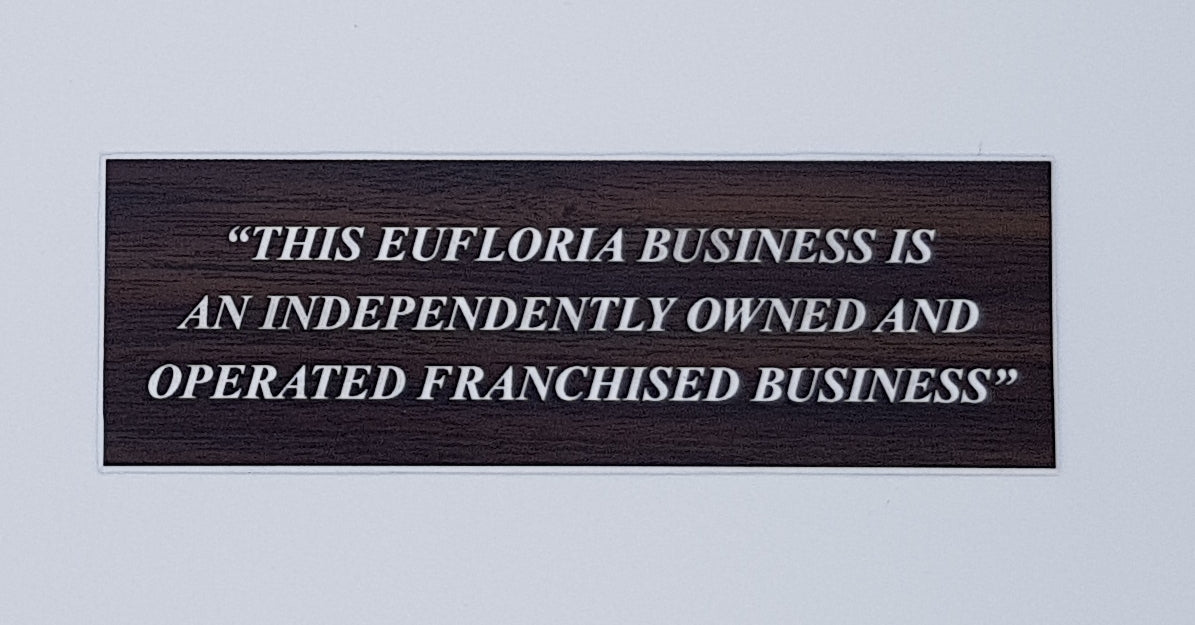 “THIS EUFLORIA BUSINESS IS
AN INDEPENDENTLY OWNED AND
OPERATED FRANCHISED BUSINESS”